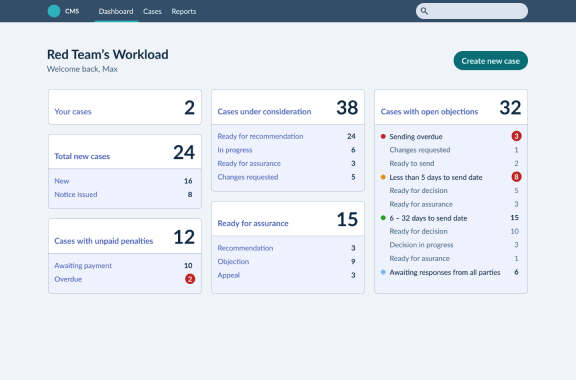 CMS Dashboard Cases Reports
Red Team's Workload
Welcome back, Max
Create new case
Your cases 2
Total new cases 24
New 16
Notice issued 8
Cases with unpaid penalties 12
Awaiting payment 10
Overdue 2
Cases under consideration 38
Ready for recommendation 24
In progress 6
Ready for assurance 3
Changes requested 5
Ready for assurance 15
Recommendation 3
Objection 9
Appeal 3
Cases with open objections 32
Sending overdue 3
Changes requested 1
Ready to send 2
Less than 5 days to send date 8
Ready for decision 5
Ready for assurance 3
6 – 32 days to send date 15
Ready for decision 10
Decision in progress 3
Ready for asurance 1
Awaiting responses from all parties 6